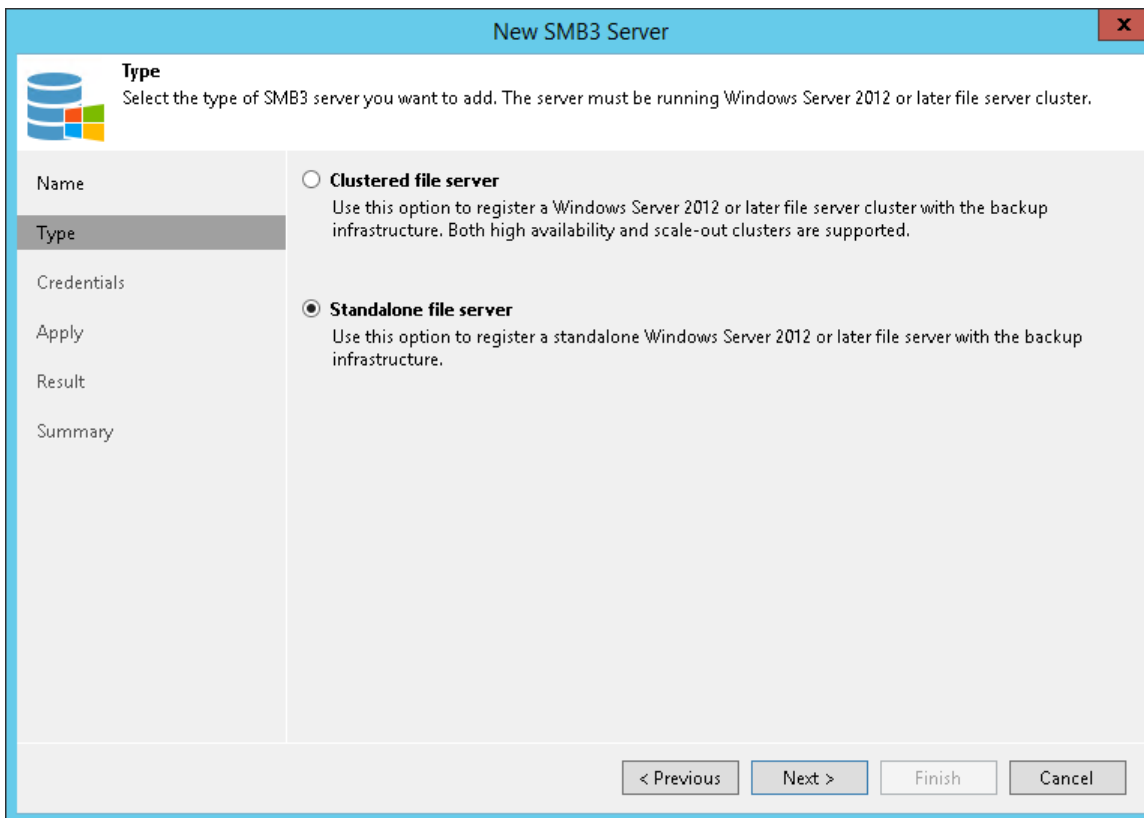 New SMB3 Server
x
Type
Select the type of SMB3 server you want to add. The server must be running Windows Server 2012 or later file server cluster.
Name
Type
Credentials
Apply
Result
Summary
Clustered file server
Use this option to register a Windows Server 2012 or later file server cluster with the backup
infrastructure. Both high availability and scale-out clusters are supported.
Standalone file server
Use this option to register a standalone Windows Server 2012 or later file server with the backup
infrastructure.
< Previous
Next >
Finish
Cancel